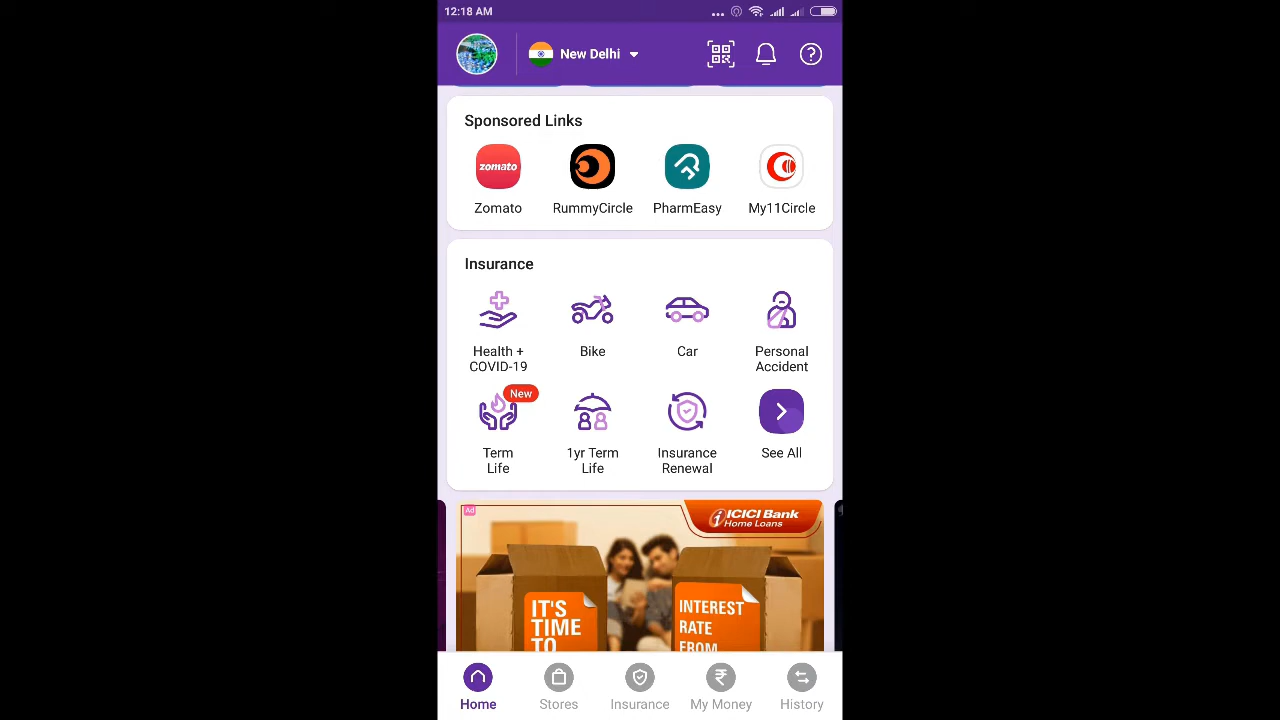 12:18 AM
New Delhi
Sponsored Links
zomato
Zomato
RummyCircle
PharmEasy
My11Circle
Insurance
Health +
COVID-19
Bike
Car
Personal
Accident
New
Term
Life
1yr Term
Life
Insurance
Renewal
See All
Ad
ICICI Bank
Home Loans
IT'S
TIME
TO
INTEREST
RATE
FROM
Home
Stores
Insurance
My Money
History